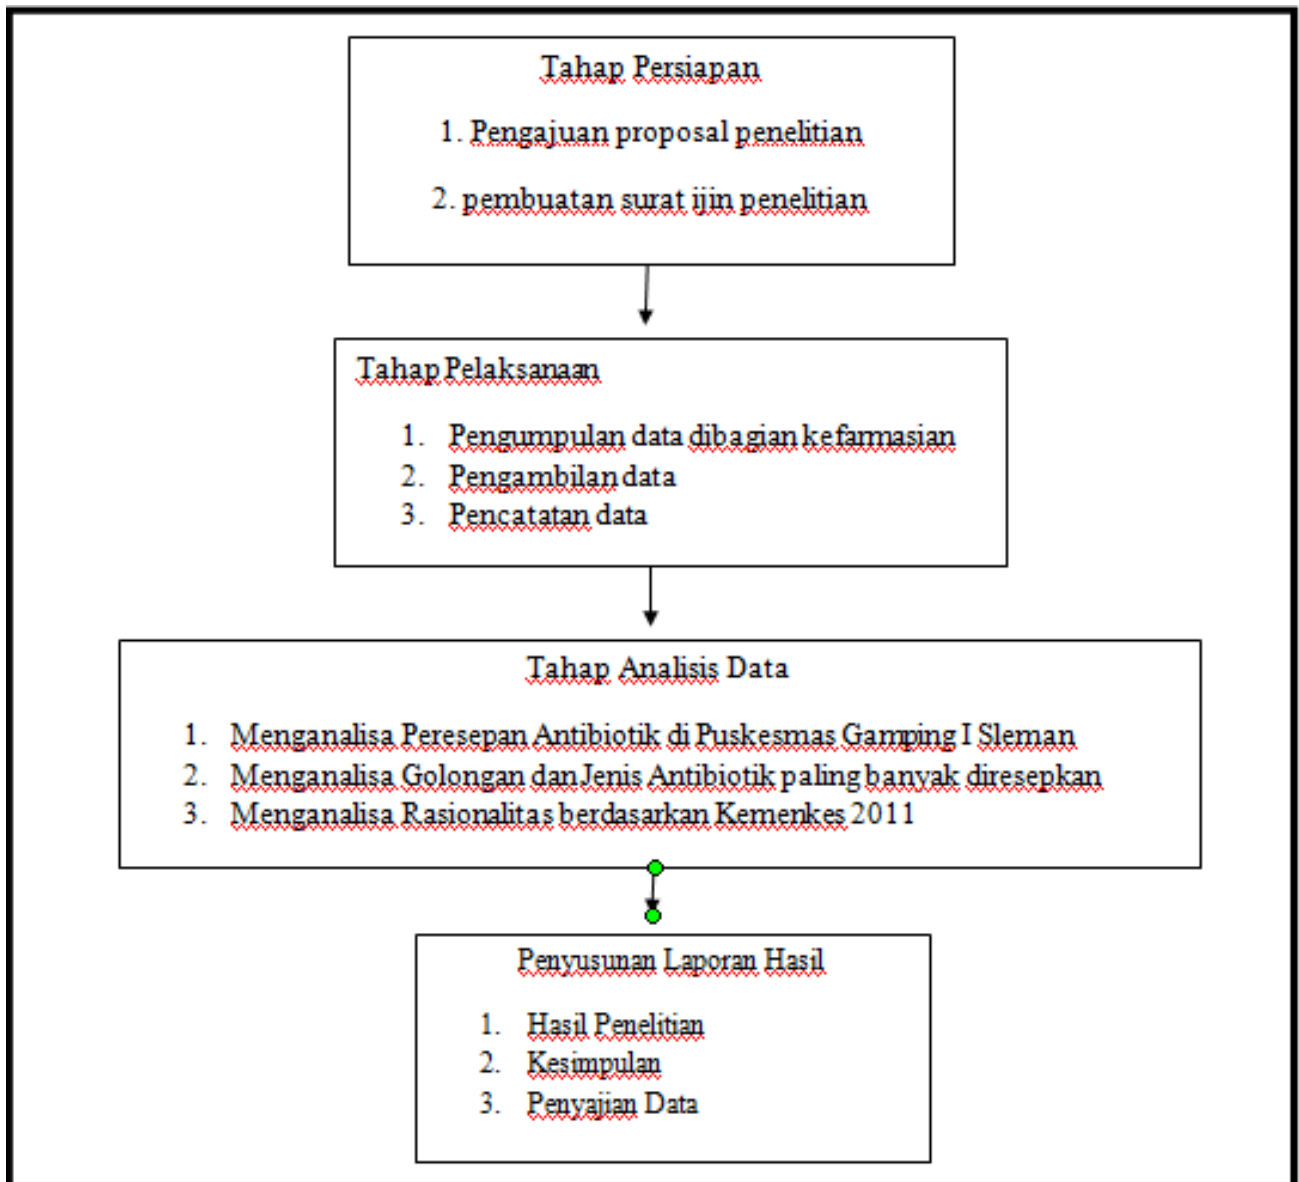 Tahap Persiapan
1. Pengajuan proposal penelitian
2. pembuatan surat ijin penelitian
Tahap Pelaksanaan
1. Pengumpulan data dibagian kefarmasian
2. Pengambilan data
3. Pencatatan data
Tahap Analisis Data
1. Menganalisa Peresepan Antibiotik di Puskesmas Gamping I Sleman
2. Menganalisa Golongan dan Jenis Antibiotik paling banyak diresepkan
3. Menganalisa Rasionalitas berdasarkan Kemenkes 2011
Penyusunan Laporan Hasil
1. Hasil Penelitian
2. Kesimpulan
3. Penyajian Data